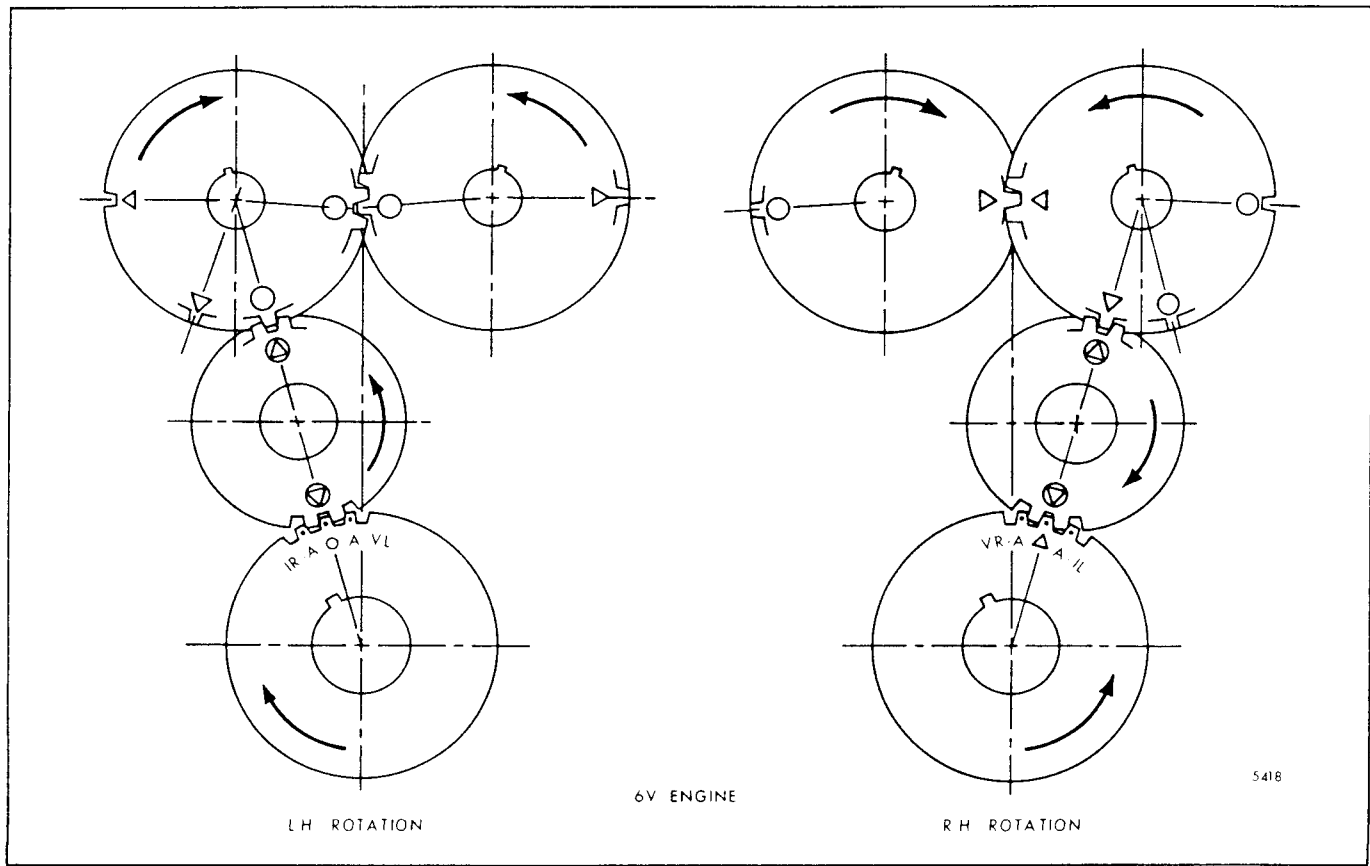 IR-A O A VL
VR-A Δ A-IL
5418
6V ENGINE
LH ROTATION
RH ROTATION